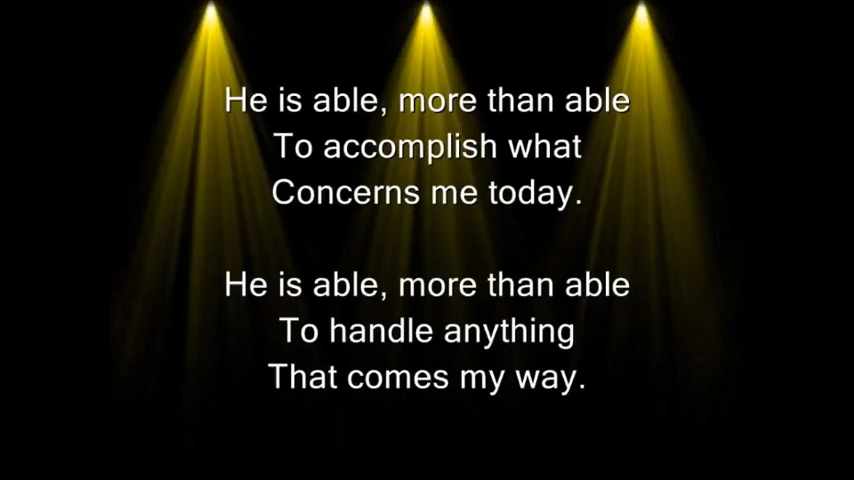 He is able, more than able
To accomplish what
Concerns me today.
He is able, more than able
To handle anything
That comes my way.